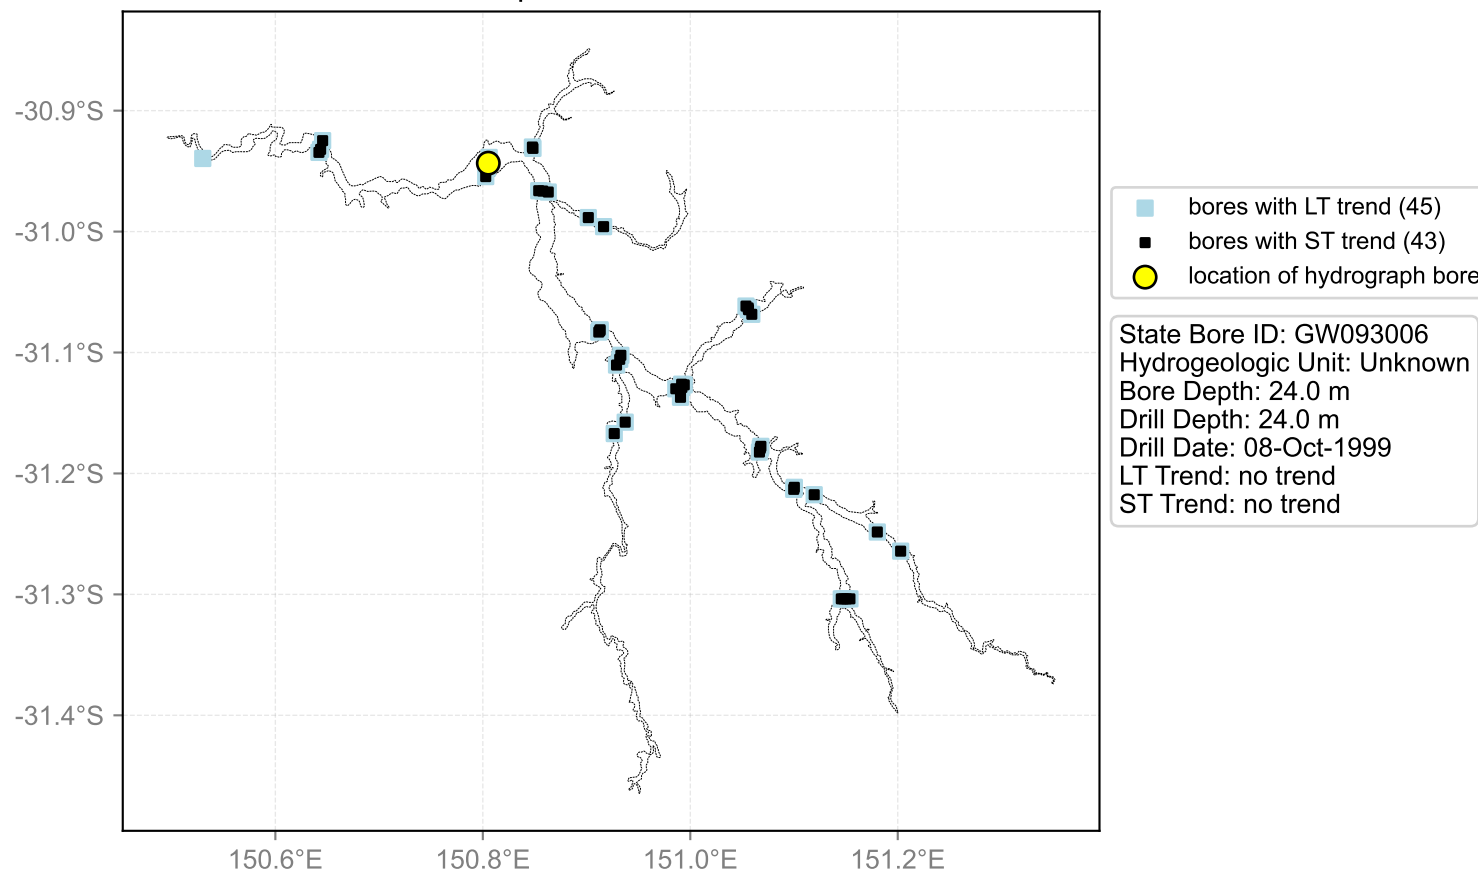 -30.9°S
-31.0°S
-31.1°S
-31.2°S
-31.3°S
-31.4°S
150.6°E
150.8°E
151.0°E
151.2°E
bores with LT trend (45)
bores with ST trend (43)
location of hydrograph bore
State Bore ID: GW093006
Hydrogeologic Unit: Unknown
Bore Depth: 24.0 m
Drill Depth: 24.0 m
Drill Date: 08-Oct-1999
LT Trend: no trend
ST Trend: no trend